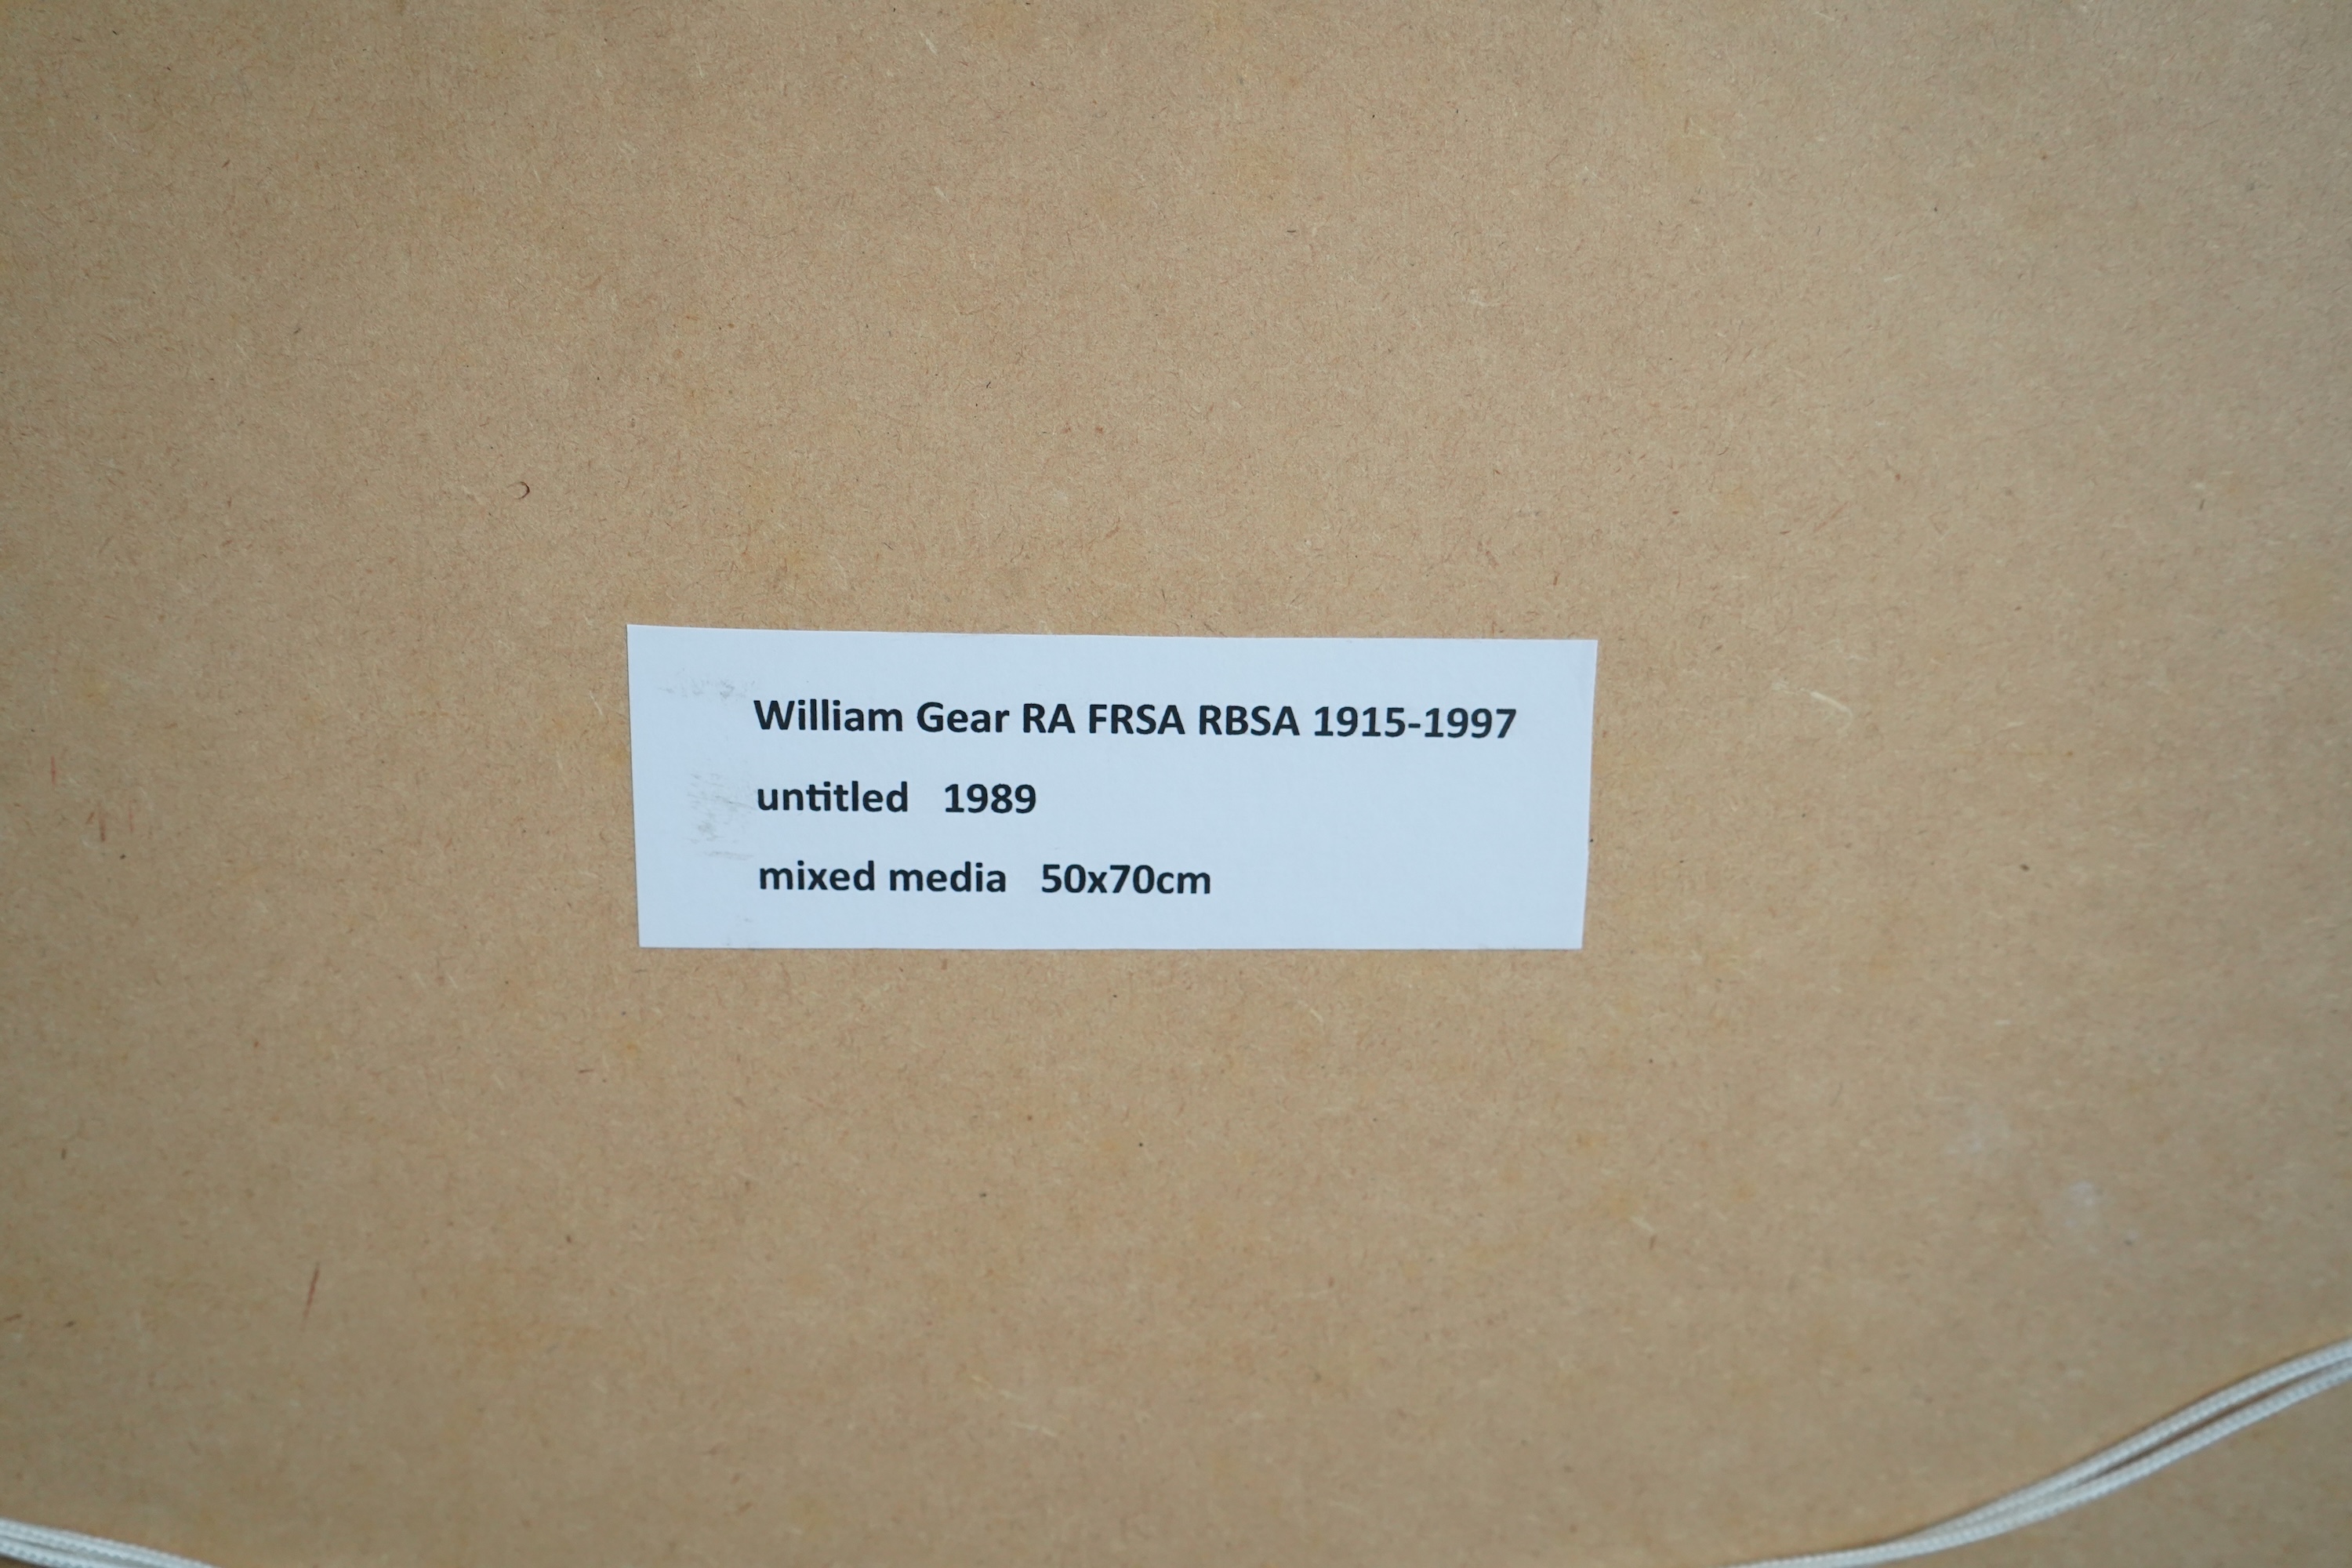 William Gear RA FRSA RBSA 1915-1997
untitled 1989
mixed media 50x70cm